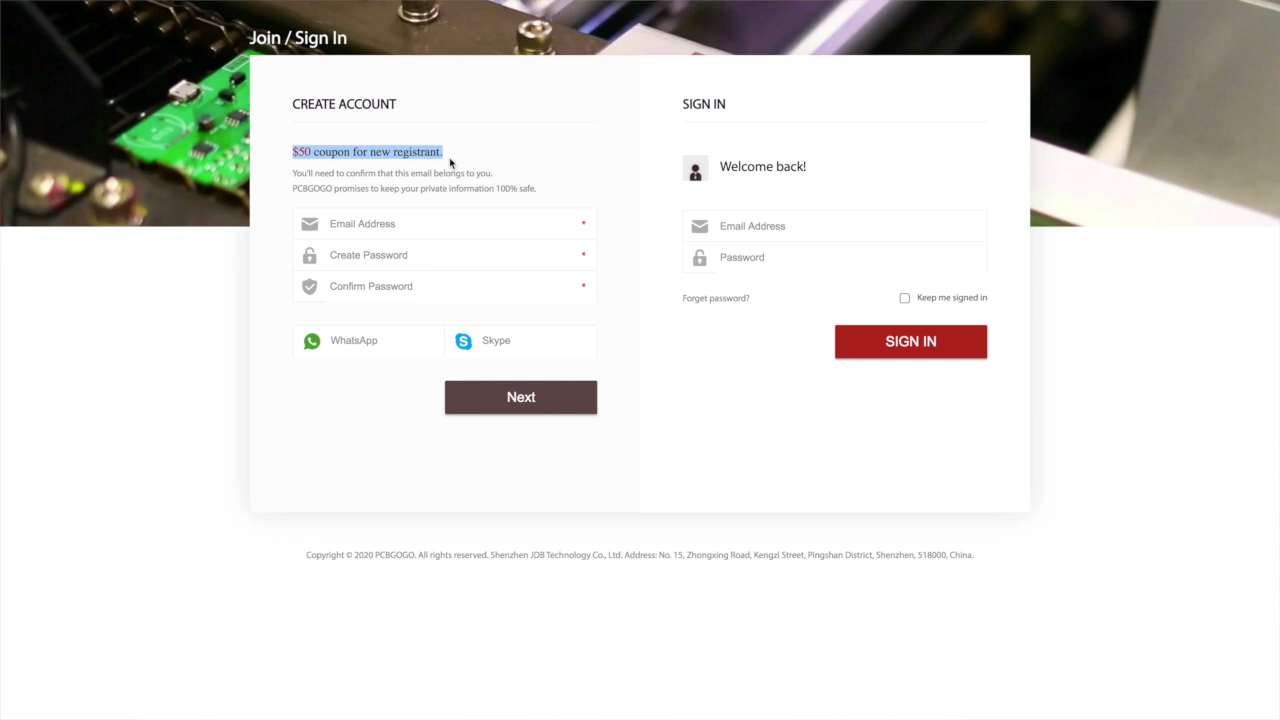 Join / Sign In
CREATE ACCOUNT
$50 coupon for new registrant.
You'll need to confirm that this email belongs to you.
PCBGOGO promises to keep your private information 100% safe.
Email Address *
Create Password *
Confirm Password *
WhatsApp
Skype
Next
SIGN IN
Welcome back!
Email Address
Password
Forget password?
Keep me signed in
SIGN IN
Copyright © 2020 PCBGOGO. All rights reserved. Shenzhen JDB Technology Co., Ltd. Address: No. 15, Zhongxing Road, Kengzi Street, Pingshan District, Shenzhen, 518000, China.